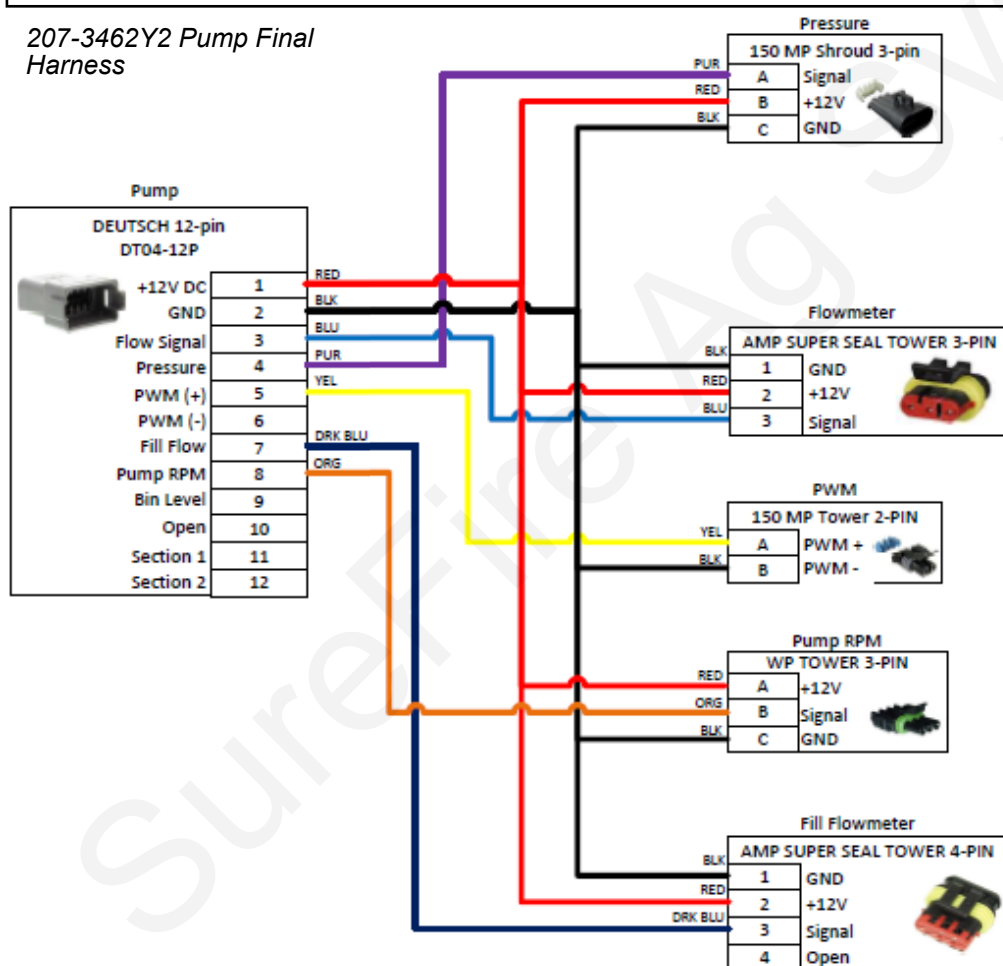 207-3462Y2 Pump Final
Harness
Pump
DEUTSCH 12-pin
DT04-12P
+12V DC 1 RED
GND 2 BLK
Flow Signal 3 BLU
Pressure 4 PUR
PWM (+) 5 YEL
PWM (-) 6
Fill Flow 7 DRK BLU
Pump RPM 8 ORG
Bin Level 9
Open 10
Section 1 11
Section 2 12
Pressure
150 MP Shroud 3-pin
PUR A Signal
RED B +12V
BLK C GND
Flowmeter
AMP SUPER SEAL TOWER 3-PIN
BLK 1 GND
RED 2 +12V
BLU 3 Signal
PWM
150 MP Tower 2-PIN
YEL A PWM +
BLK B PWM -
Pump RPM
WP TOWER 3-PIN
RED A +12V
ORG B Signal
BLK C GND
Fill Flowmeter
AMP SUPER SEAL TOWER 4-PIN
BLK 1 GND
RED 2 +12V
DRK BLU 3 Signal
4 Open
SureFire Ag Sy